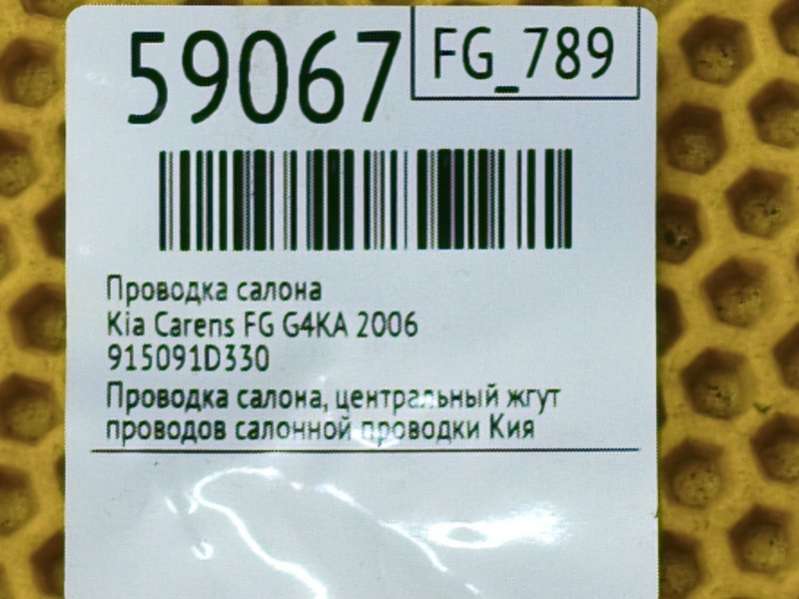 59067
FG_789
Проводка салона
Kia Carens FG G4KA 2006
915091D330
Проводка салона, центральный жгут
проводов салонной проводки Кия